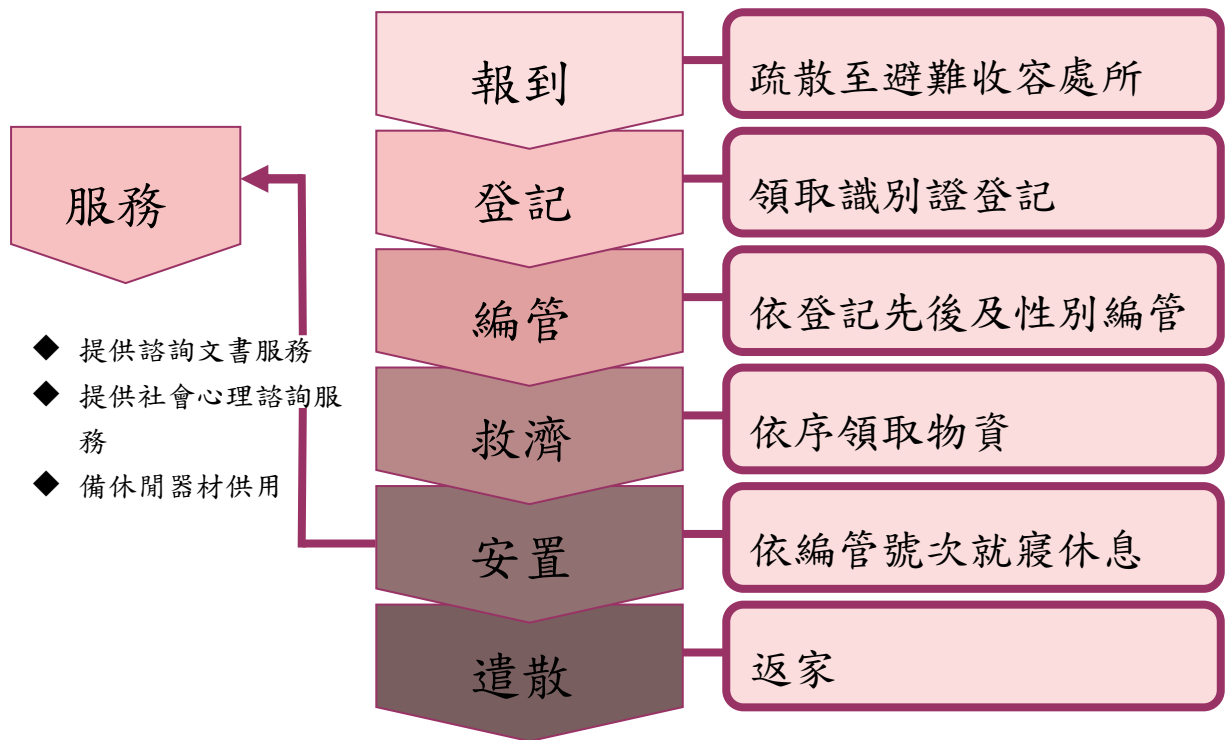 報到
疏散至避難收容處所
登記
領取識別證登記
服務
編管
依登記先後及性別編管
◆ 提供諮詢文書服務
◆ 提供社會心理諮詢服
務
◆ 備休閒器材供用
救濟
依序領取物資
安置
依編管號次就寢休息
遣散
返家